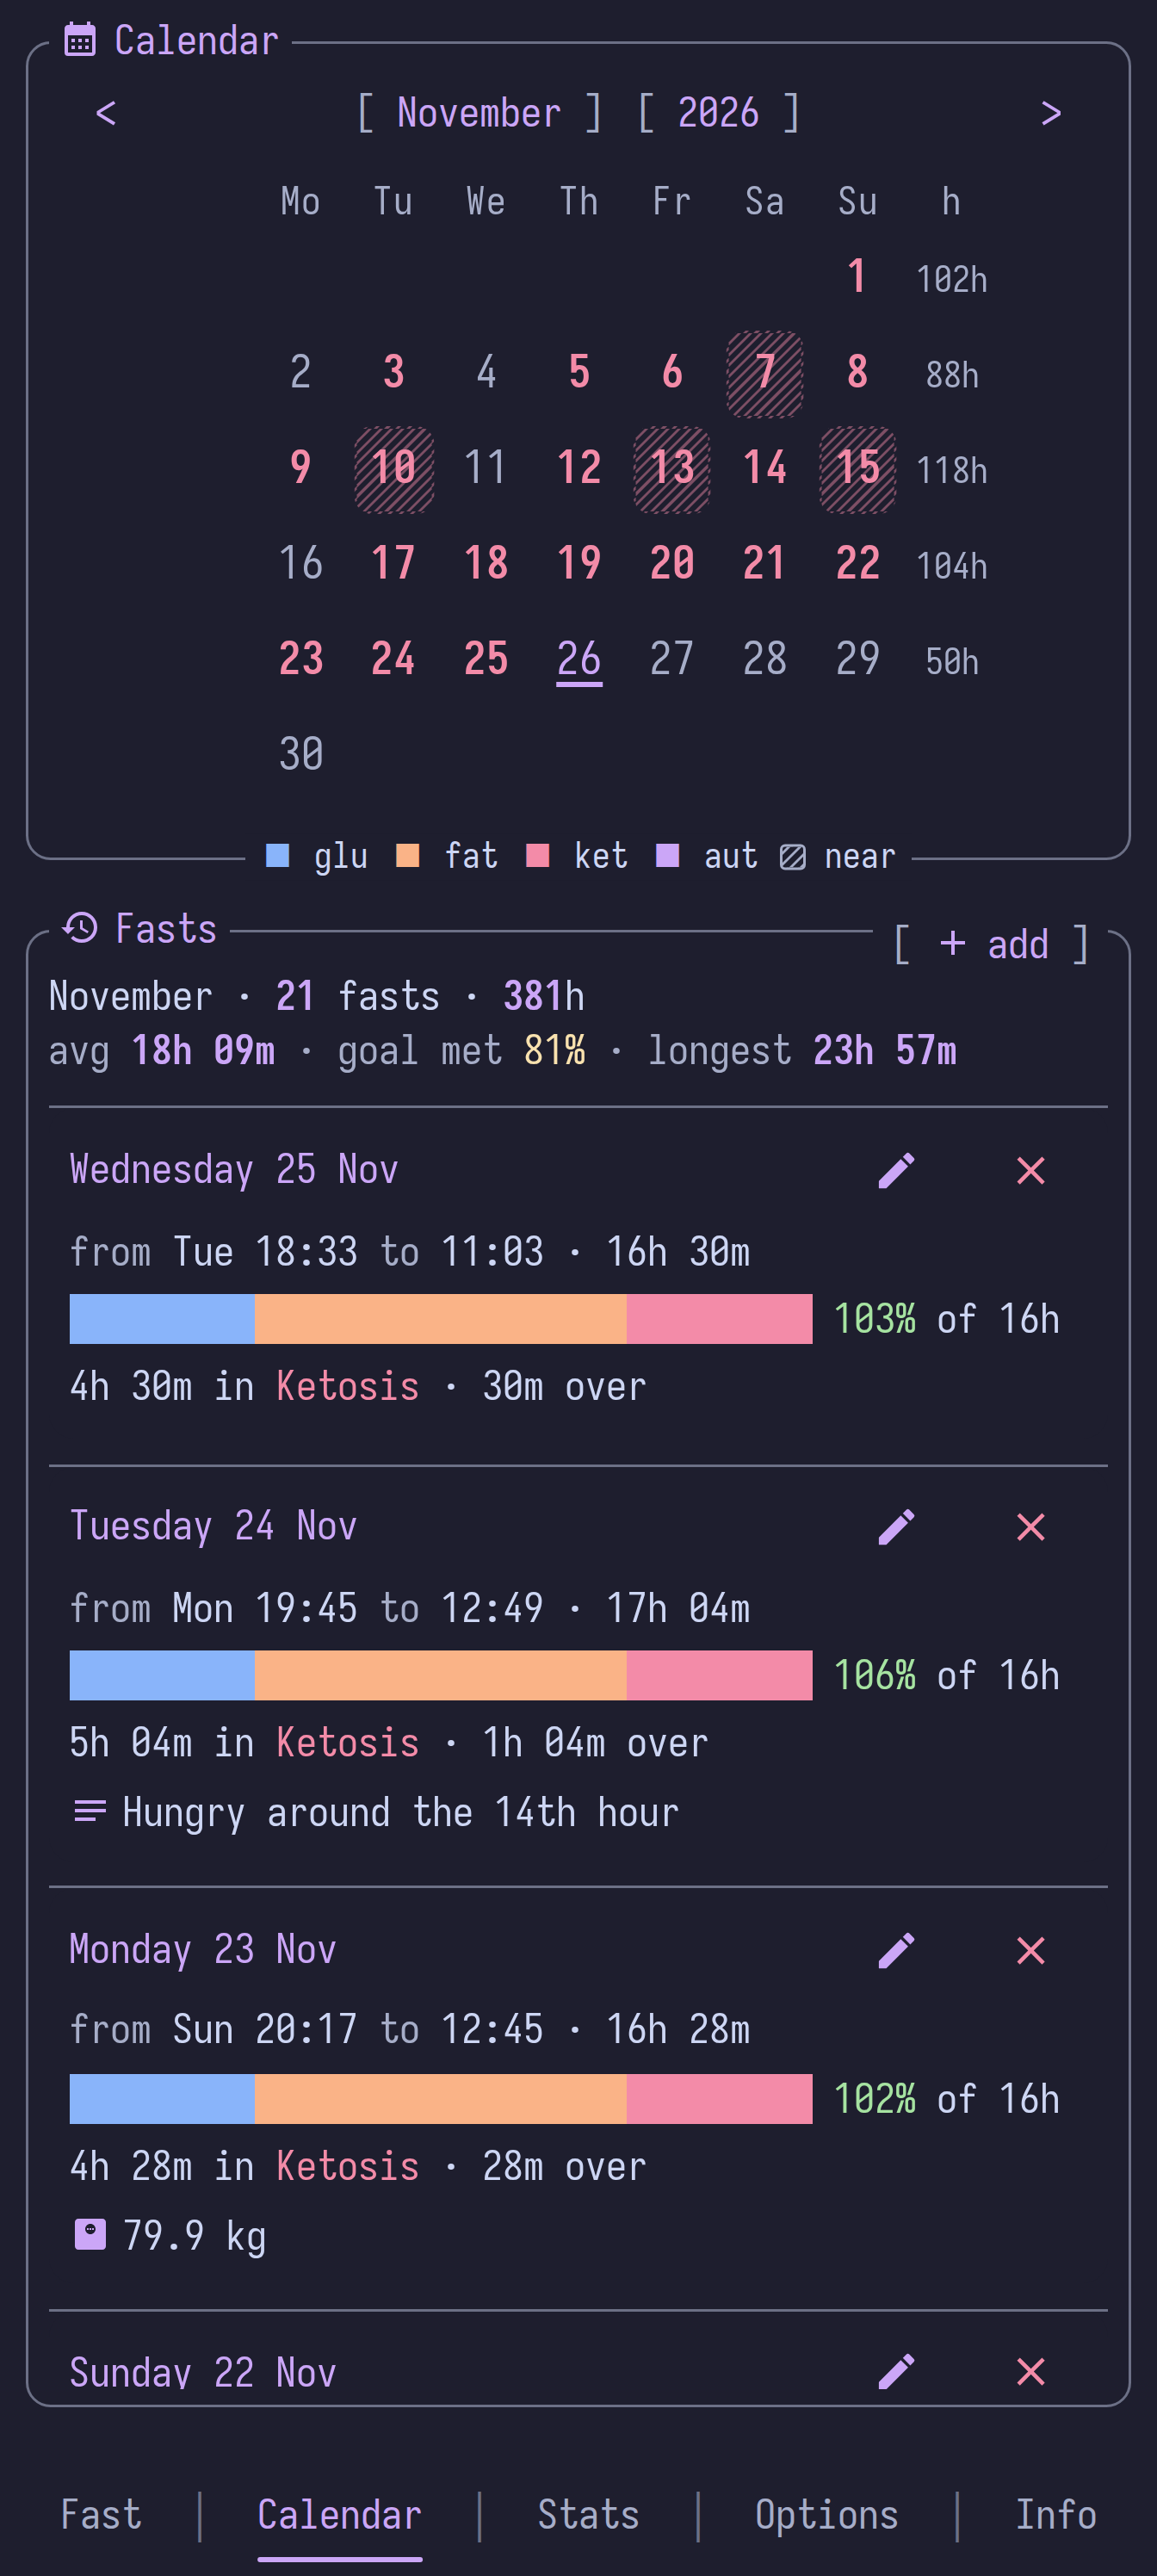 Calendar
< [ November ] [ 2026 ] >
Mo Tu We Th Fr Sa Su h
1 102h
2 3 4 5 6 7 8 88h
9 10 11 12 13 14 15 118h
16 17 18 19 20 21 22 104h
23 24 25 26 27 28 29 50h
30
glu fat ket aut near
Fasts [ + add ]
November · 21 fasts · 381h
avg 18h 09m · goal met 81% · longest 23h 57m
Wednesday 25 Nov
from Tue 18:33 to 11:03 · 16h 30m
103% of 16h
4h 30m in Ketosis · 30m over
Tuesday 24 Nov
from Mon 19:45 to 12:49 · 17h 04m
106% of 16h
5h 04m in Ketosis · 1h 04m over
Hungry around the 14th hour
Monday 23 Nov
from Sun 20:17 to 12:45 · 16h 28m
102% of 16h
4h 28m in Ketosis · 28m over
79.9 kg
Sunday 22 Nov
Fast | Calendar | Stats | Options | Info